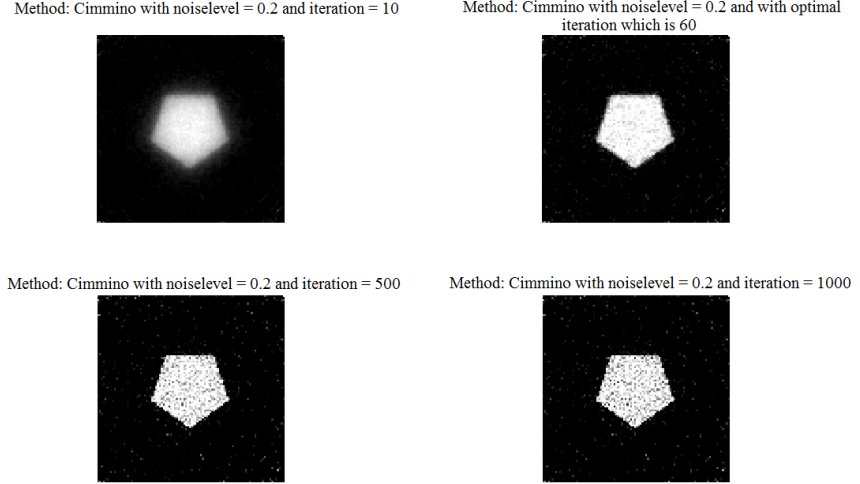 Method: Cimmino with noiselevel = 0.2 and iteration = 10
Method: Cimmino with noiselevel = 0.2 and with optimal
iteration which is 60
Method: Cimmino with noiselevel = 0.2 and iteration = 500
Method: Cimmino with noiselevel = 0.2 and iteration = 1000